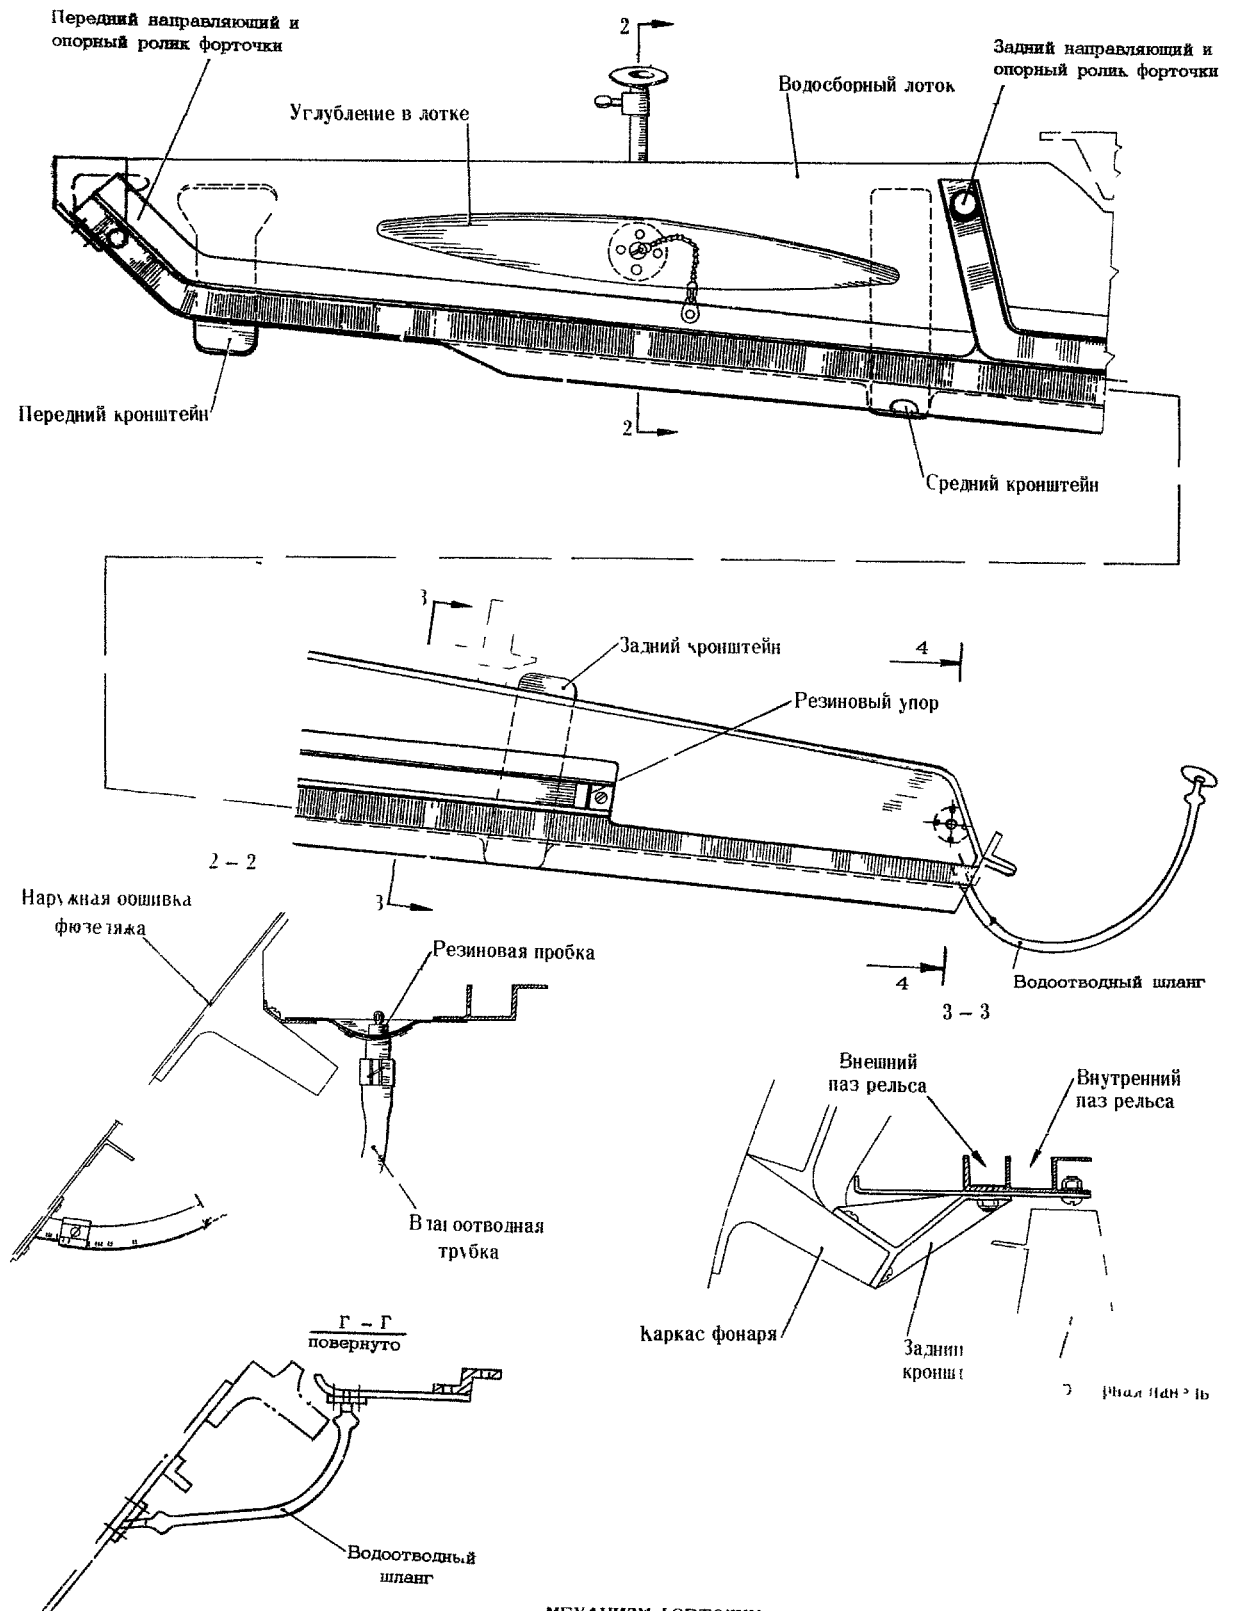 Передний направляющий и
опорный ролик форточки
2
Задний направляющий и
опорный ролик форточки
Водосборный лоток
Углубление в лотке
Передний кронштейн
2
Средний кронштейн
3
Задний кронштейн
4
Резиновый упор
2 – 2
3
Наружная обшивка
фюзеляжа
Резиновая пробка
4
Водоотводный шланг
3 – 3
Внешний
паз рельса
Внутренний
паз рельса
Влагоотводная
трубка
Г – Г
повернуто
Каркас фонаря
Задний
Водоотводный
шланг